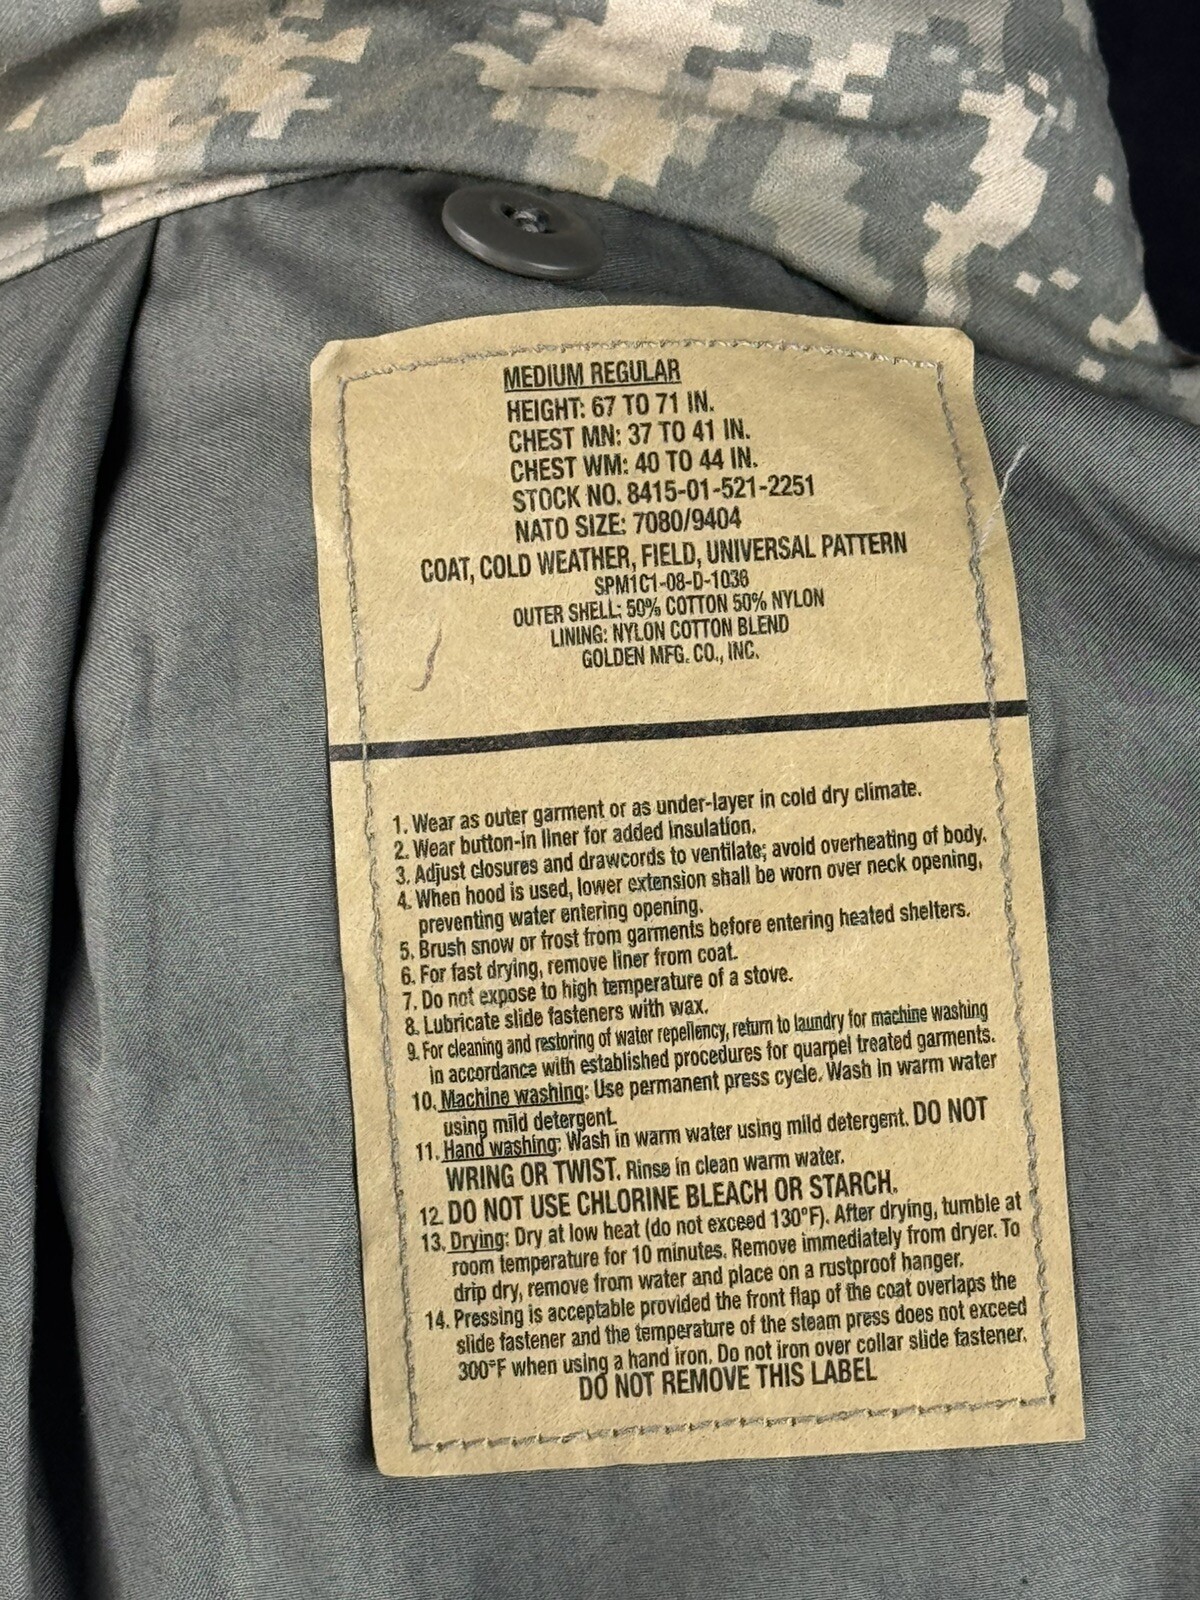 MEDIUM REGULAR
HEIGHT: 67 TO 71 IN.
CHEST MN: 37 TO 41 IN.
CHEST WM: 40 TO 44 IN.
STOCK NO. 8415-01-521-2251
NATO SIZE: 7080/9404
COAT, COLD WEATHER, FIELD, UNIVERSAL PATTERN
SPM1C1-08-D-1036
OUTER SHELL: 50% COTTON 50% NYLON
LINING: NYLON COTTON BLEND
GOLDEN MFG. CO., INC.
1. Wear as outer garment or as under-layer in cold dry climate.
2. Wear button-in liner for added insulation.
3. Adjust closures and drawcords to ventilate; avoid overheating of body.
4. When hood is used, lower extension shall be worn over neck opening,
preventing water entering opening.
5. Brush snow or frost from garments before entering heated shelters.
6. For fast drying, remove liner from coat.
7. Do not expose to high temperature of a stove.
8. Lubricate slide fasteners with wax.
9. For cleaning and restoring of water repellency, return to laundry for machine washing
in accordance with established procedures for quarpel treated garments.
10. Machine washing: Use permanent press cycle. Wash in warm water
using mild detergent.
11. Hand washing: Wash in warm water using mild detergent. DO NOT
WRING OR TWIST. Rinse in clean warm water.
12. DO NOT USE CHLORINE BLEACH OR STARCH.
13. Drying: Dry at low heat (do not exceed 130°F). After drying, tumble at
room temperature for 10 minutes. Remove immediately from dryer. To
drip dry, remove from water and place on a rustproof hanger.
14. Pressing is acceptable provided the front flap of the coat overlaps the
slide fastener and the temperature of the steam press does not exceed
300°F when using a hand iron. Do not iron over collar slide fastener.
DO NOT REMOVE THIS LABEL